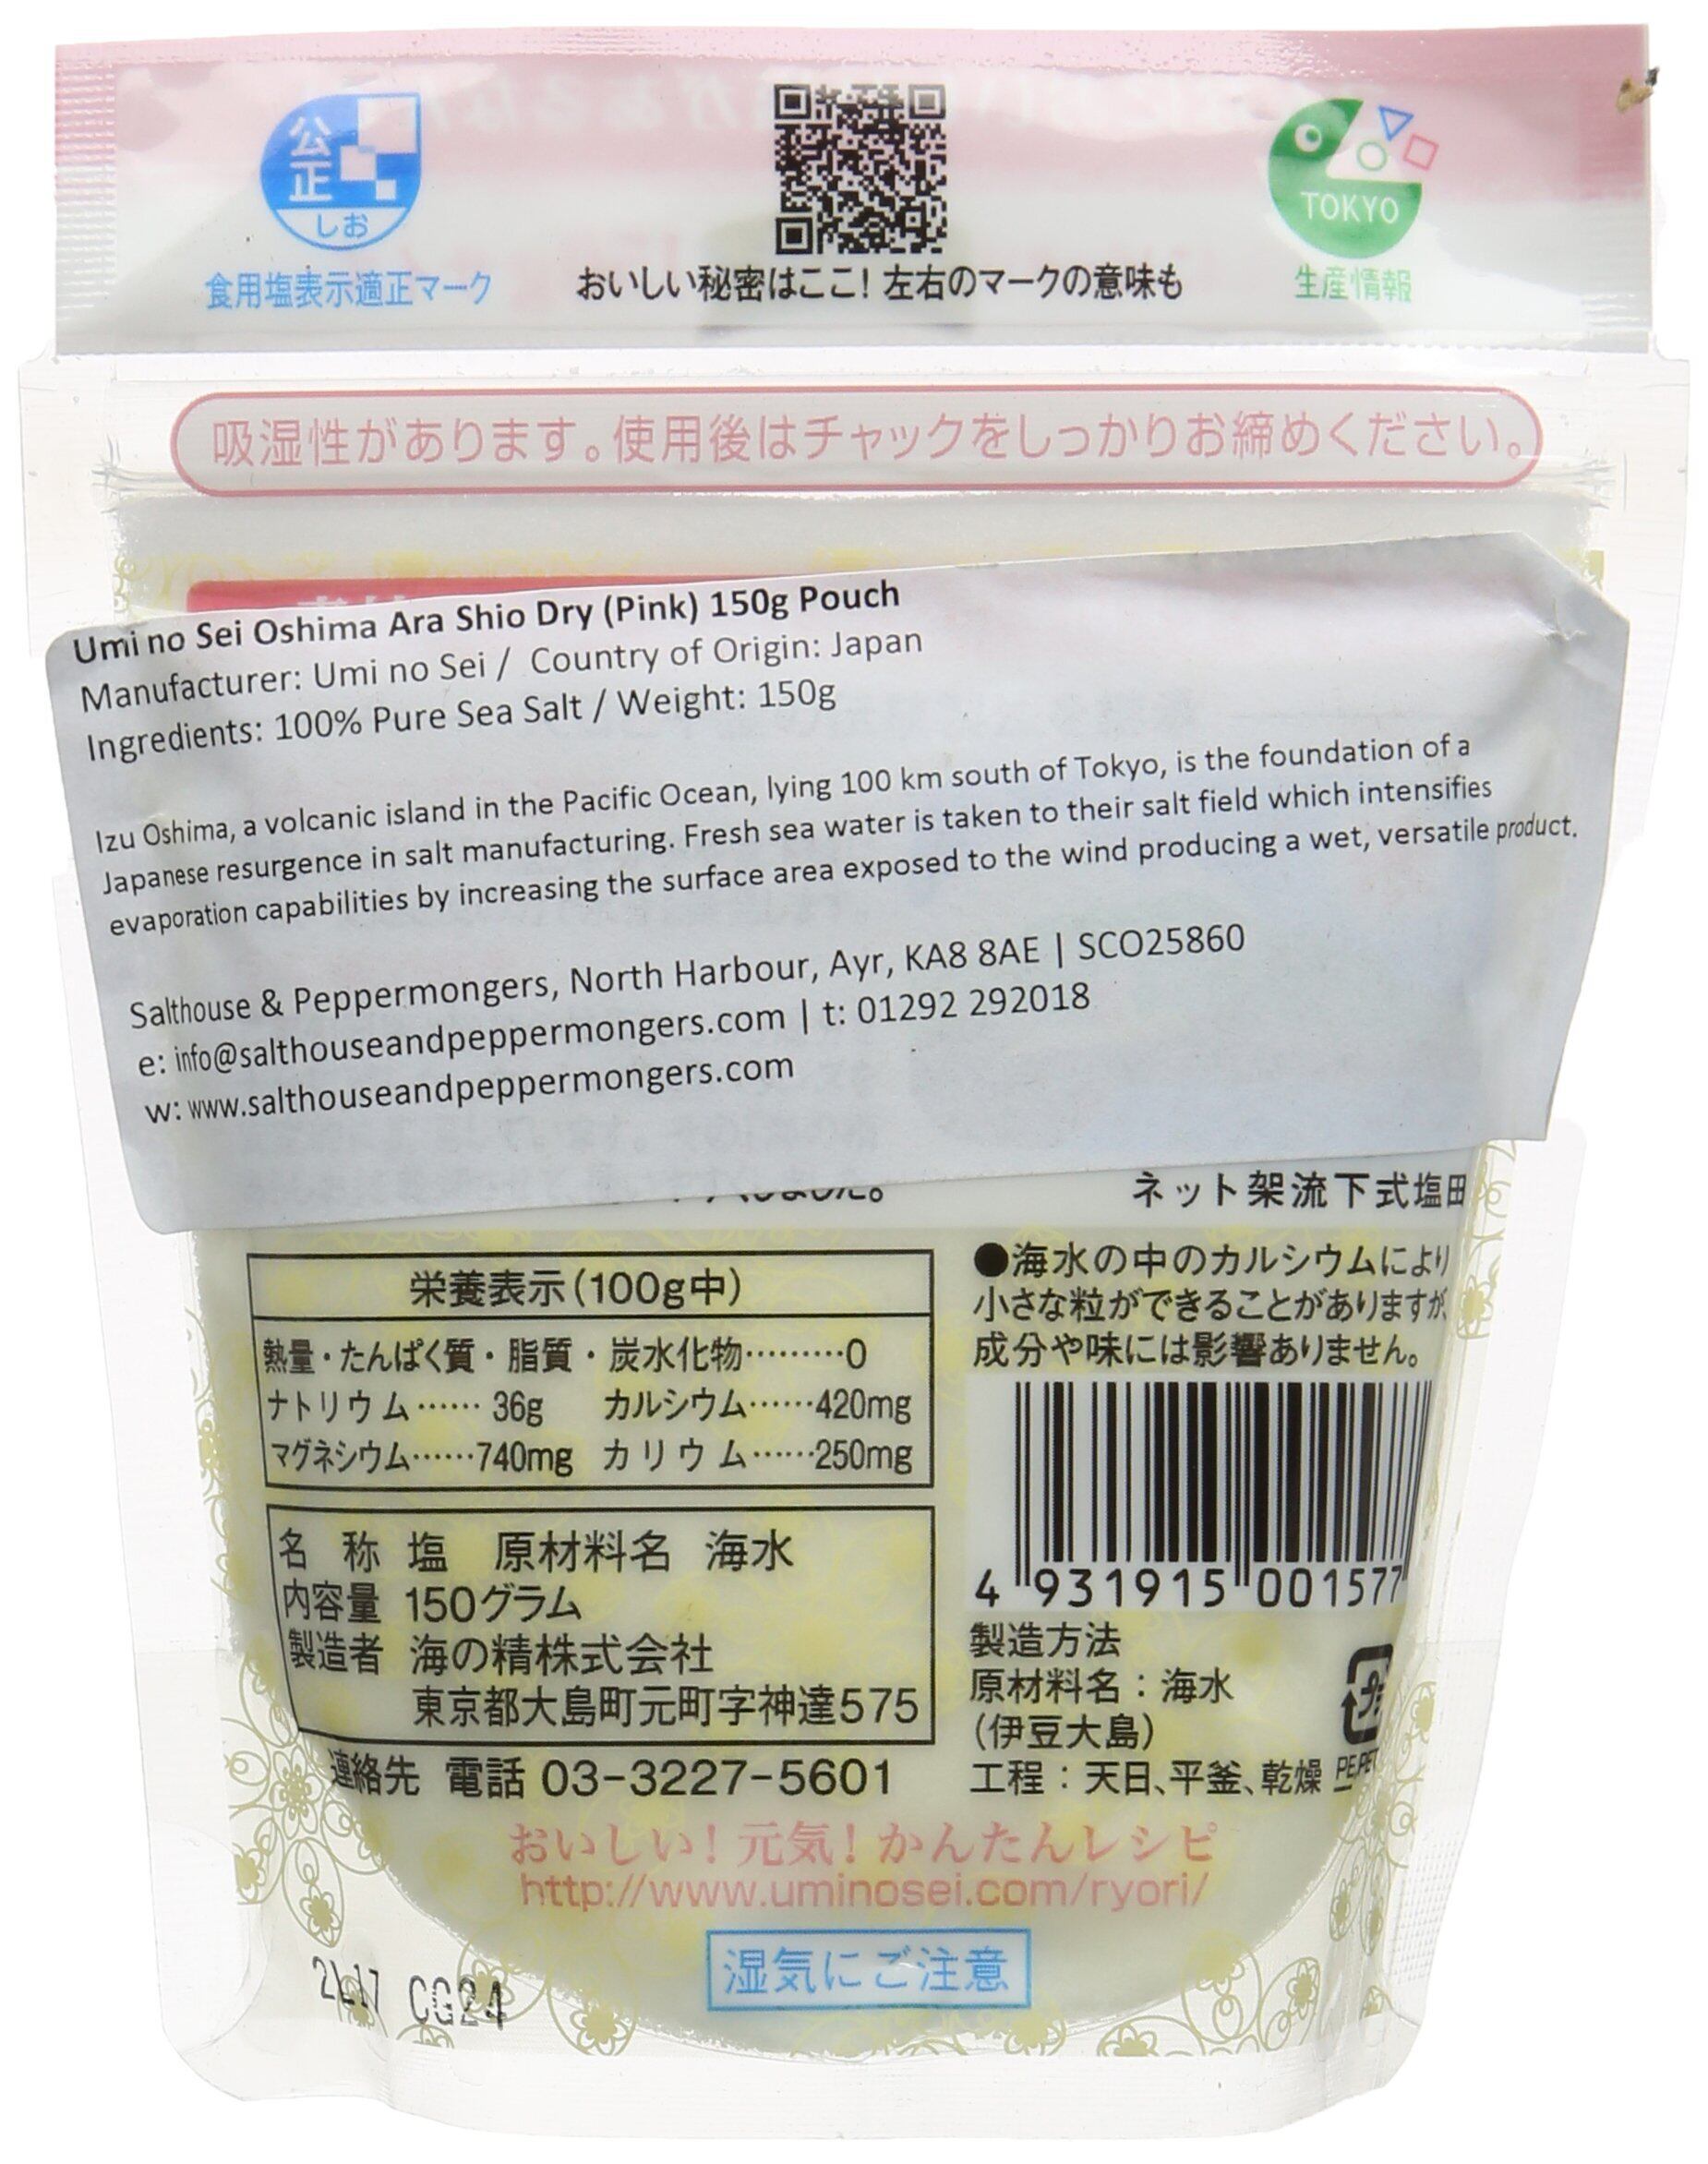 公正
しお
食用塩表示適正マーク
おいしい秘密はここ！左右のマークの意味も
TOKYO
生産情報
吸湿性があります。使用後はチャックをしっかりお締めください。
Umi no Sei Oshima Ara Shio Dry (Pink) 150g Pouch
Manufacturer: Umi no Sei / Country of Origin: Japan
Ingredients: 100% Pure Sea Salt / Weight: 150g
Izu Oshima, a volcanic island in the Pacific Ocean, lying 100 km south of Tokyo, is the foundation of a
Japanese resurgence in salt manufacturing. Fresh sea water is taken to their salt field which intensifies
evaporation capabilities by increasing the surface area exposed to the wind producing a wet, versatile product.
Salthouse & Peppermongers, North Harbour, Ayr, KA8 8AE | SCO25860
e: info@salthouseandpeppermongers.com | t: 01292 292018
w: www.salthouseandpeppermongers.com
ネット架流下式塩田
栄養表示(100g中)
熱量・たんぱく質・脂質・炭水化物………0
ナトリウム…… 36g カルシウム……420mg
マグネシウム……740mg カリウム……250mg
名称 塩 原材料名 海水
内容量 150グラム
製造者 海の精株式会社
東京都大島町元町字神達575
連絡先 電話 03-3227-5601
●海水の中のカルシウムにより
小さな粒ができることがありますが、
成分や味には影響ありません。
4 931915 001577
製造方法
原材料名：海水
(伊豆大島)
工程：天日、平釜、乾燥
プラ
おいしい！元気！かんたんレシピ
http://www.uminosei.com/ryori/
湿気にご注意
CG24